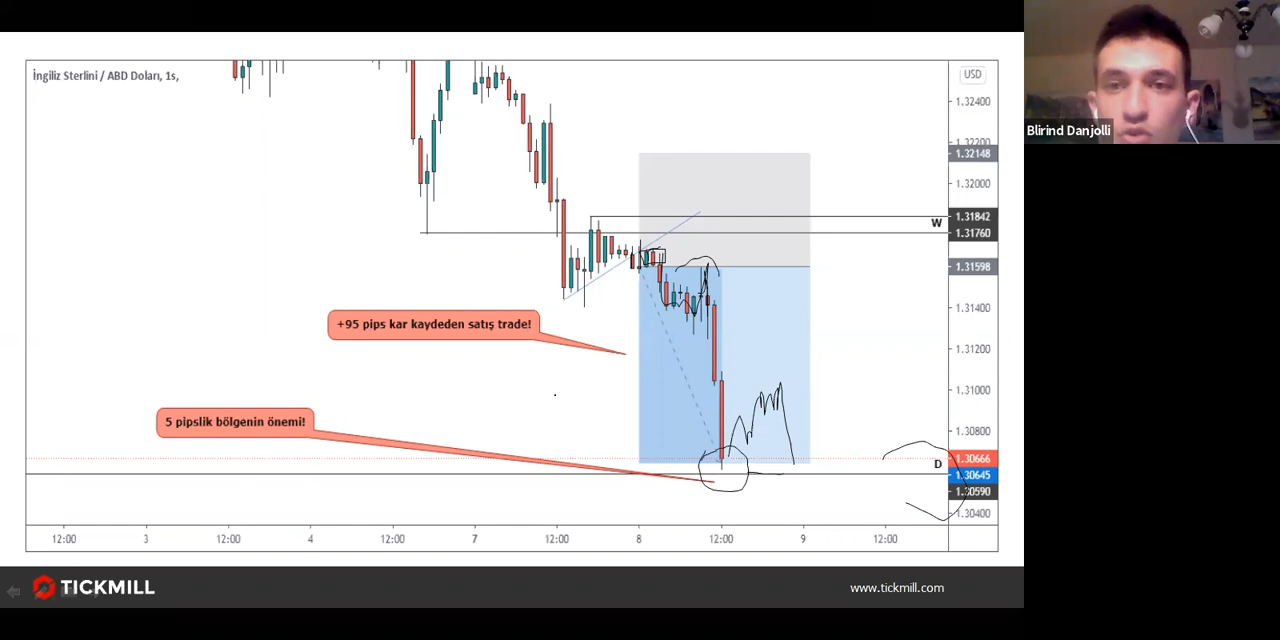 İngiliz Sterlini / ABD Doları, 1s,
USD
1.32400
1.32200
1.32148
1.32000
W
1.31842
1.31760
1.31598
1.31400
+95 pips kar kaydeden satış trade!
1.31200
1.31000
5 pipslik bölgenin önemi!
1.30800
1.30666
D
1.30645
1.30590
1.30400
12:00
3
12:00
4
12:00
7
12:00
8
12:00
9
12:00
TICKMILL
www.tickmill.com
Blirind Danjolli